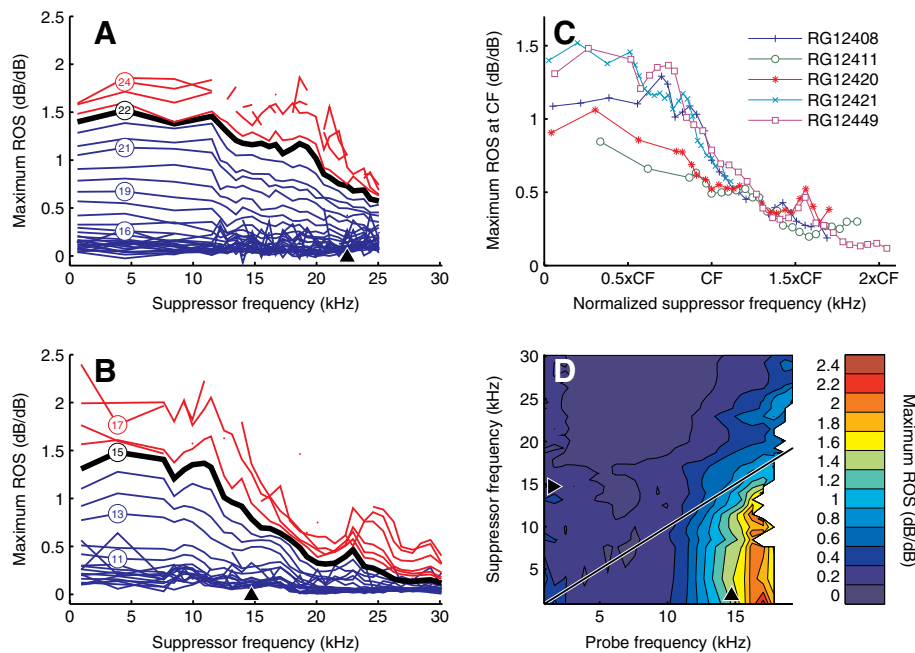 A
2.5
2
1.5
1
0.5
0
24
22
21
19
16
0 5 10 15 20 25 30
Maximum ROS (dB/dB)
Suppressor frequency (kHz)
C
1.5
1.0
0.5
0
RG12408
RG12411
RG12420
RG12421
RG12449
0 0.5xCF CF 1.5xCF 2xCF
Maximum ROS at CF (dB/dB)
Normalized suppressor frequency (kHz)
B
2.5
2
1.5
1
0.5
0
17
15
13
11
0 5 10 15 20 25 30
Maximum ROS (dB/dB)
Suppressor frequency (kHz)
D
30
25
20
15
10
5
5 10 15
Suppressor frequency (kHz)
Probe frequency (kHz)
2.4
2.2
2
1.8
1.6
1.4
1.2
1
0.8
0.6
0.4
0.2
0
Maximum ROS (dB/dB)